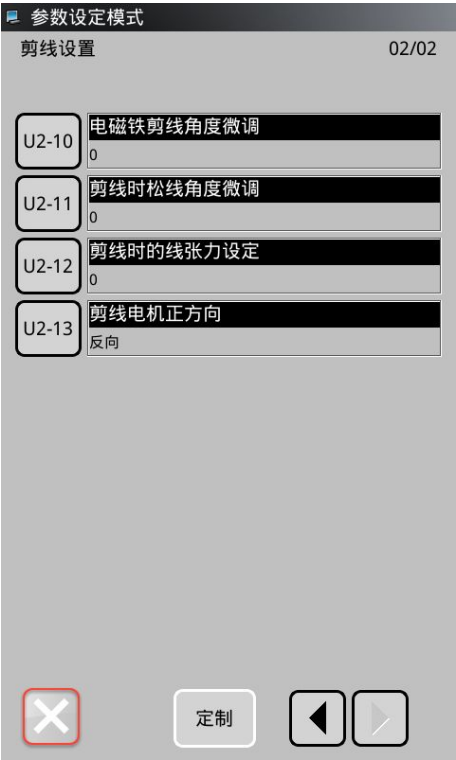 参数设定模式
剪线设置 02/02
U2-10 电磁铁剪线角度微调
0
U2-11 剪线时松线角度微调
0
U2-12 剪线时的线张力设定
0
U2-13 剪线电机正方向
反向
定制